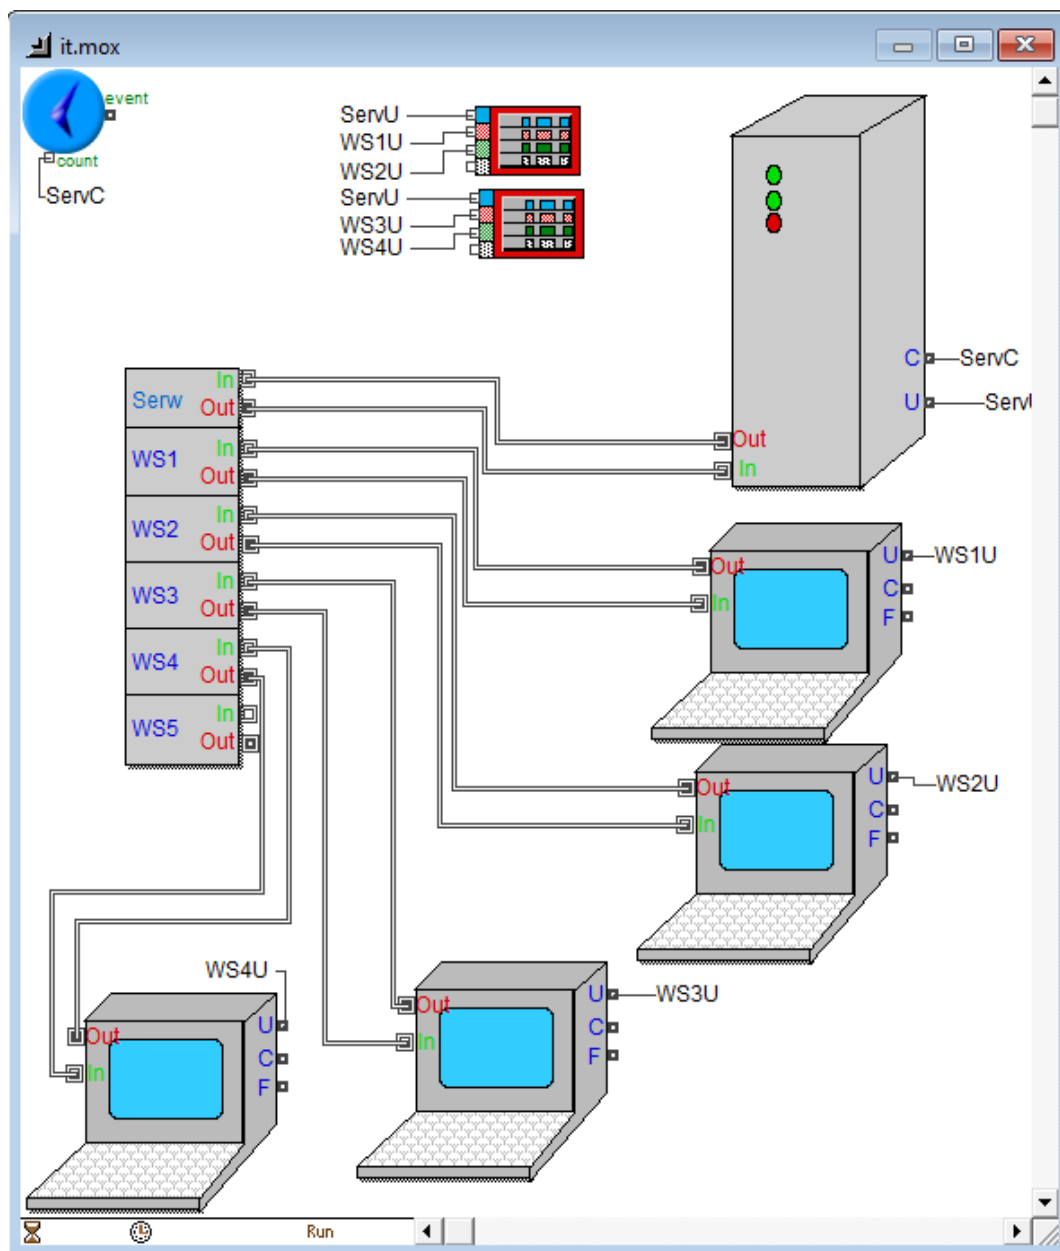 it.mox
event
count
ServC
ServU
WS1U
WS2U
ServU
WS3U
WS4U
C ServC
U ServU
Out
In
Serw In Out
WS1 In Out
WS2 In Out
WS3 In Out
WS4 In Out
WS5 In Out
Out
In
U WS1U
C
F
Out
In
U WS2U
C
F
WS4U
Out
In
U
C
F
Out
In
U WS3U
C
F
Run